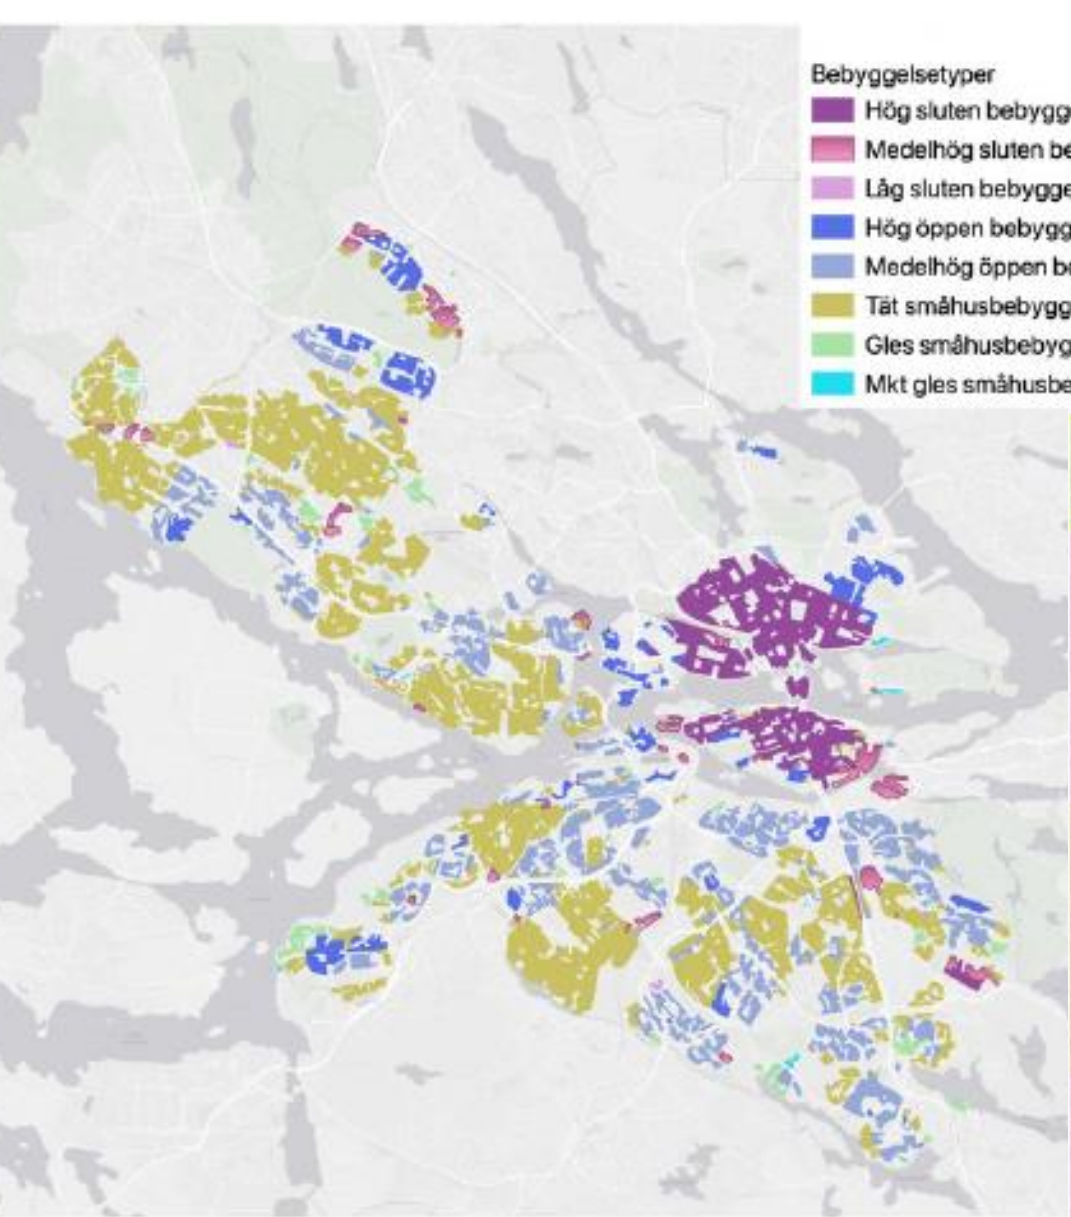 Bebyggelsetyper
Hög sluten bebygg
Medelhög sluten be
Låg sluten bebygge
Hög öppen bebygg
Medelhög öppen be
Tät småhusbebygg
Gles småhusbebyg
Mkt gles småhusbe